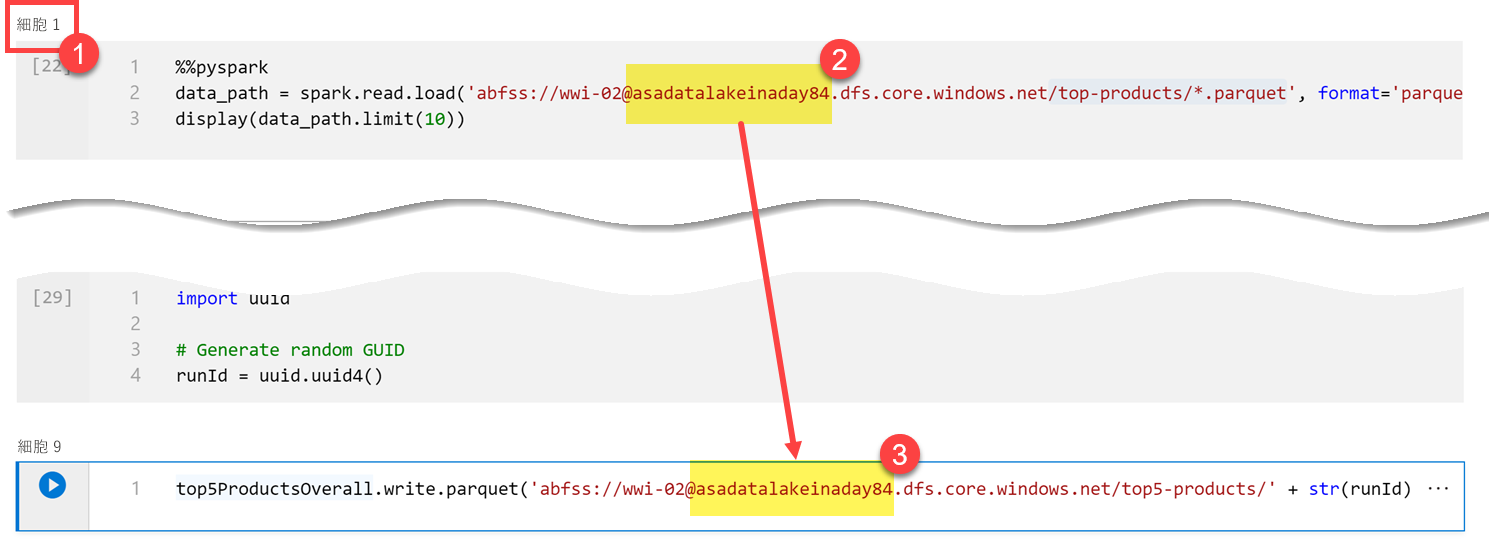 細胞 1
1
[22]
1 %%pyspark
2
2 data_path = spark.read.load('abfss://wwi-02@asadatalakeinaday84.dfs.core.windows.net/top-products/*.parquet', format='parque
3 display(data_path.limit(10))
[29]
1 import uuid
2
3 # Generate random GUID
4 runId = uuid.uuid4()
細胞 9
3
1 top5ProductsOverall.write.parquet('abfss://wwi-02@asadatalakeinaday84.dfs.core.windows.net/top5-products/' + str(runId) ···